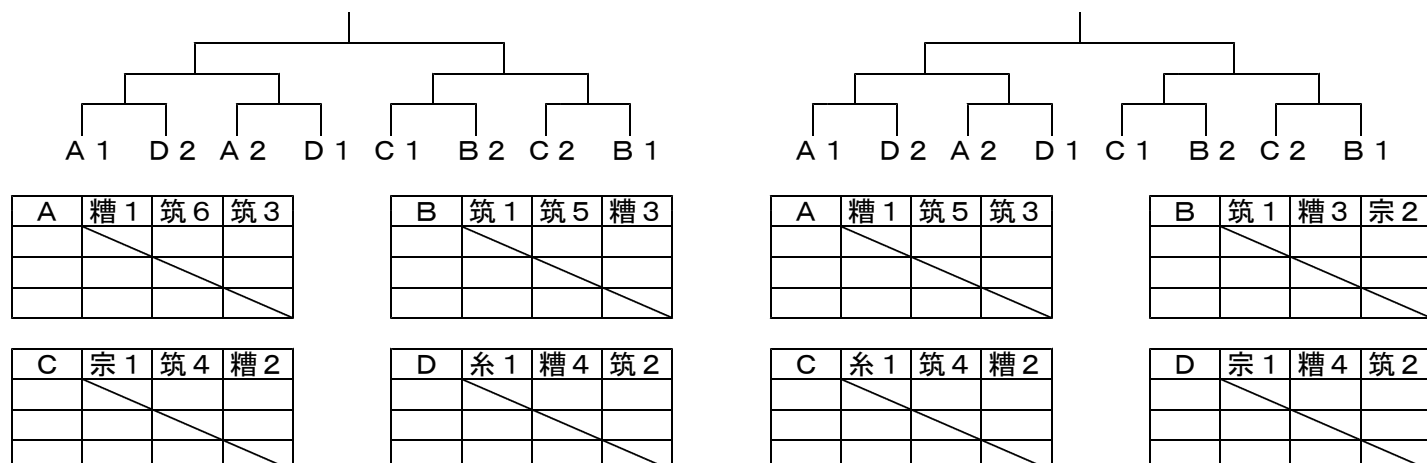 Ａ１ Ｄ２ Ａ２ Ｄ１ Ｃ１ Ｂ２ Ｃ２ Ｂ１ Ａ１ Ｄ２ Ａ２ Ｄ１ Ｃ１ Ｂ２ Ｃ２ Ｂ１
Ａ 糟１ 筑６ 筑３ Ｂ 筑１ 筑５ 糟３ Ａ 糟１ 筑５ 筑３ Ｂ 筑１ 糟３ 宗２
Ｃ 宗１ 筑４ 糟２ Ｄ 糸１ 糟４ 筑２ Ｃ 糸１ 筑４ 糟２ Ｄ 宗１ 糟４ 筑２